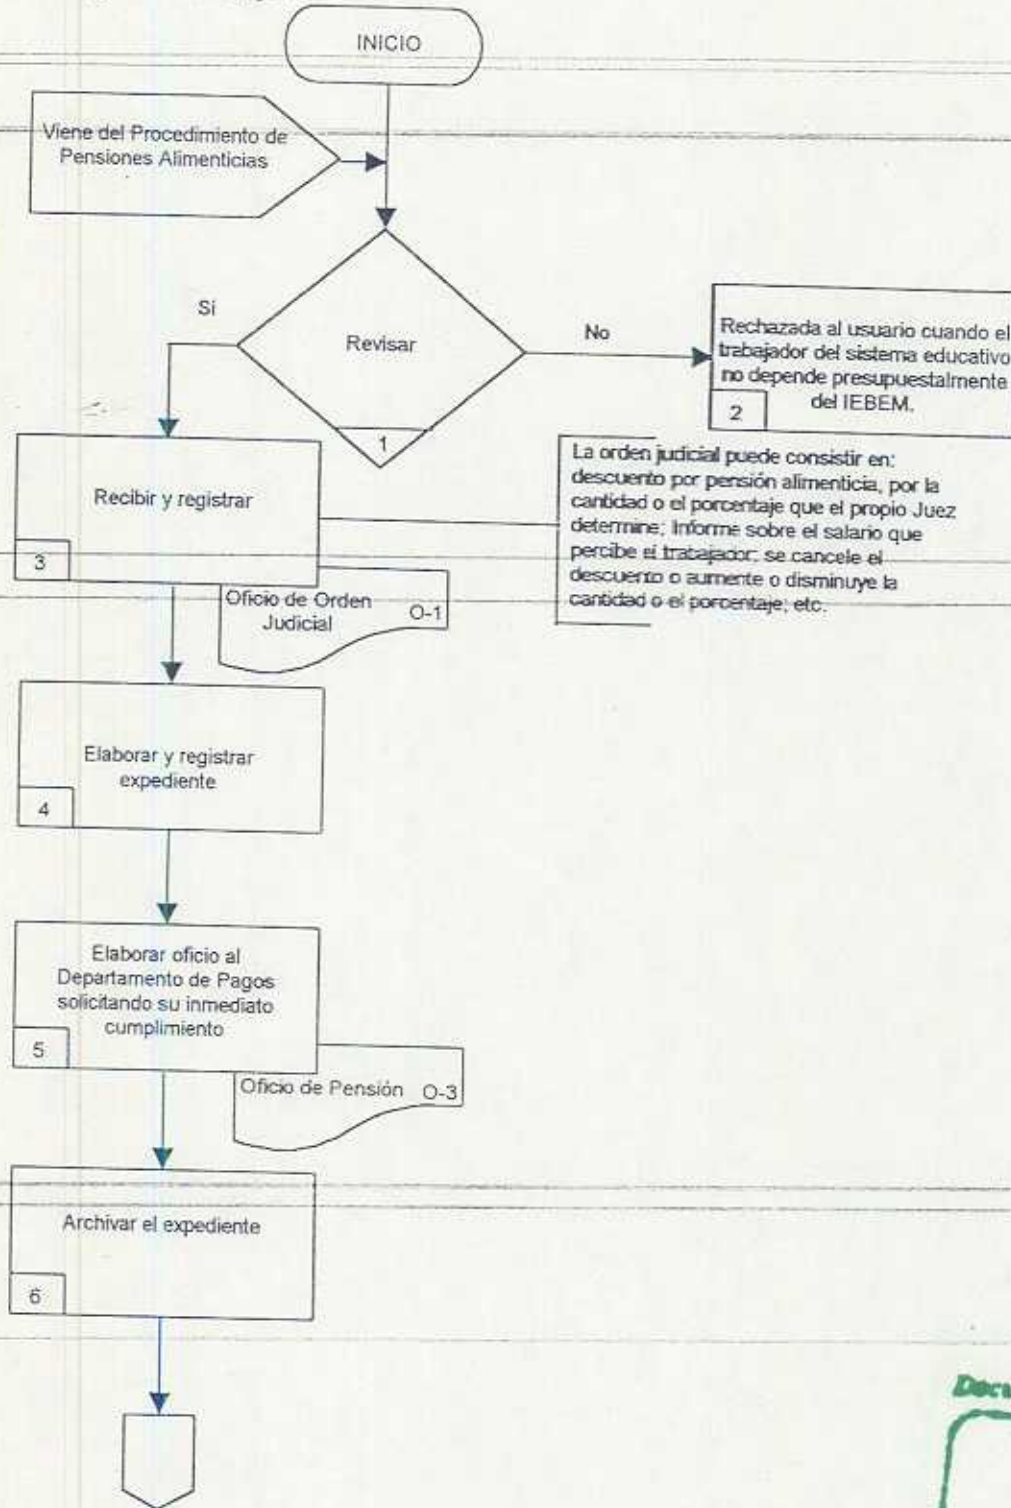 INICIO
Viene del Procedimiento de
Pensiones Alimenticias
Si
Revisar
No
1
Rechazada al usuario cuando el
trabajador del sistema educativo
no depende presupuestalmente
del IEBEM.
2
Recibir y registrar
3
La orden judicial puede consistir en:
descuento por pensión alimenticia, por la
cantidad o el porcentaje que el propio Juez
determine; Informe sobre el salario que
percibe el trabajador; se cancele el
descuento o aumente o disminuye la
cantidad o el porcentaje; etc.
Oficio de Orden
Judicial
O-1
Elaborar y registrar
expediente
4
Elaborar oficio al
Departamento de Pagos
solicitando su inmediato
cumplimiento
5
Oficio de Pensión O-3
Archivar el expediente
6